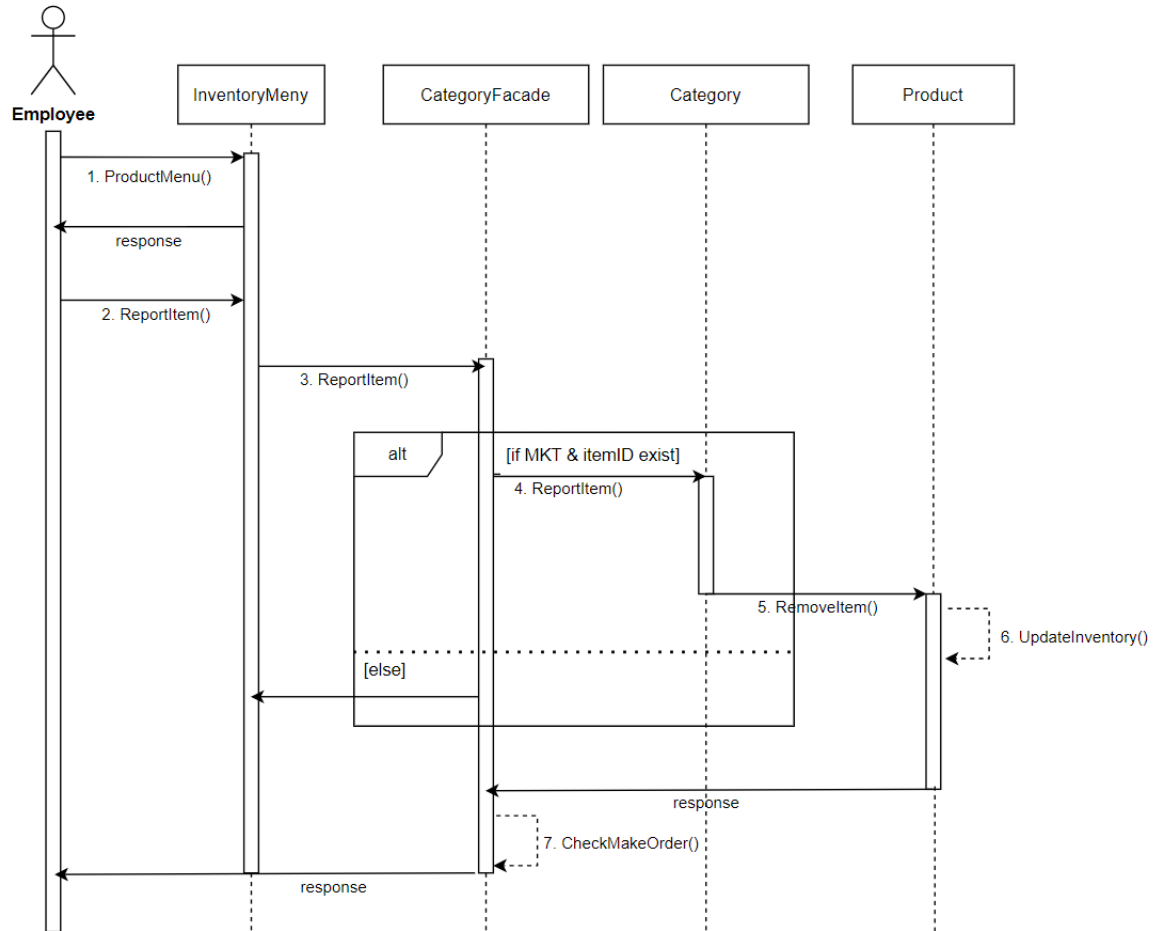 Employee
InventoryMeny
CategoryFacade
Category
Product
1. ProductMenu()
response
2. ReportItem()
3. ReportItem()
alt
[if MKT & itemID exist]
4. ReportItem()
5. RemoveItem()
6. UpdateInventory()
[else]
response
7. CheckMakeOrder()
response